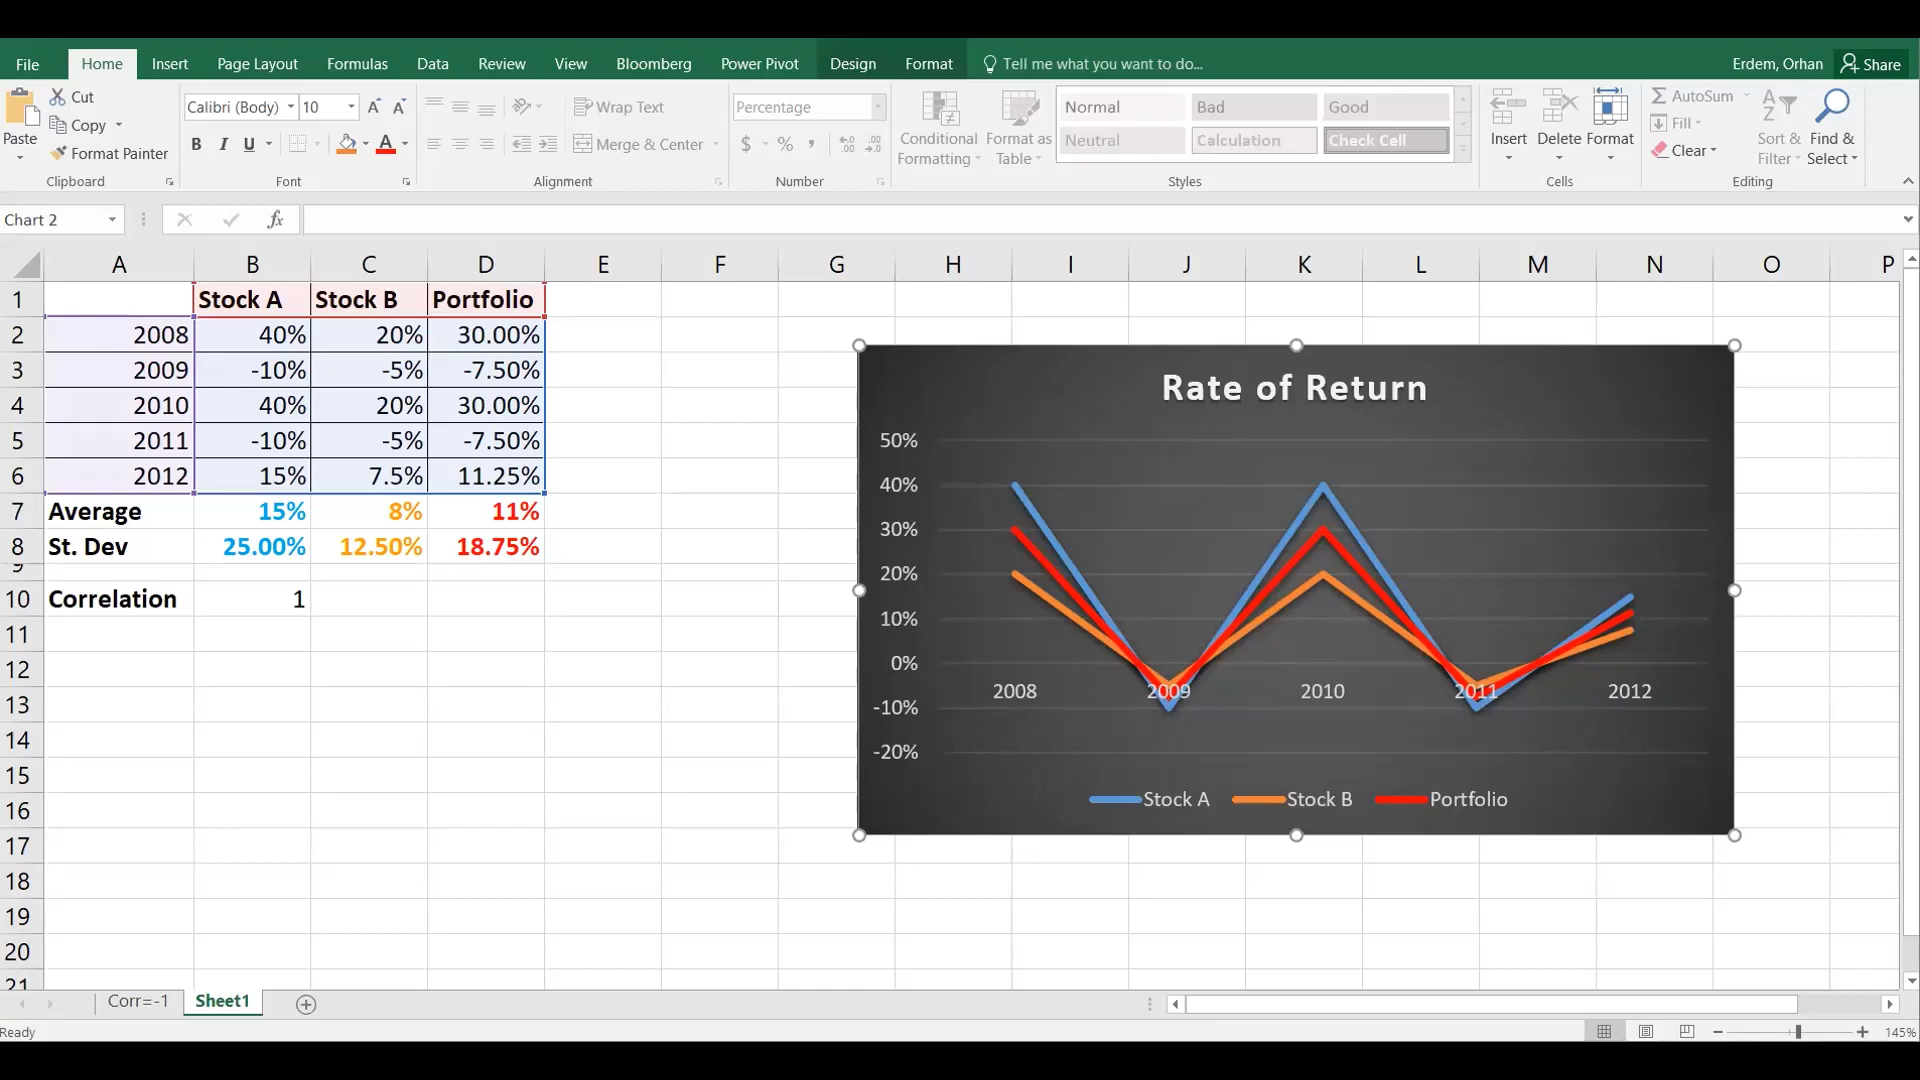 File Home Insert Page Layout Formulas Data Review View Bloomberg Power Pivot Design Format Tell me what you want to do... Erdem, Orhan Share
Paste Cut Copy Format Painter
Calibri (Body) 10
B I U
Wrap Text
Merge & Center
Percentage
$ % ,
Conditional Formatting
Format as Table
Normal Bad Good
Neutral Calculation Check Cell
Insert Delete Format
AutoSum
Fill
Clear
Sort & Filter
Find & Select
Clipboard Font Alignment Number Styles Cells Editing
Chart 2 fx
A B C D E F G H I J K L M N O P
1 Stock A Stock B Portfolio
2 2008 40% 20% 30.00%
3 2009 -10% -5% -7.50%
4 2010 40% 20% 30.00%
5 2011 -10% -5% -7.50%
6 2012 15% 7.5% 11.25%
7 Average 15% 8% 11%
8 St. Dev 25.00% 12.50% 18.75%
9
10 Correlation 1
11
12
13
14
15
16
17
18
19
20
21
Rate of Return
50%
40%
30%
20%
10%
0%
-10%
-20%
2008 2009 2010 2011 2012
Stock A Stock B Portfolio
Corr=-1 Sheet1
Ready 145%